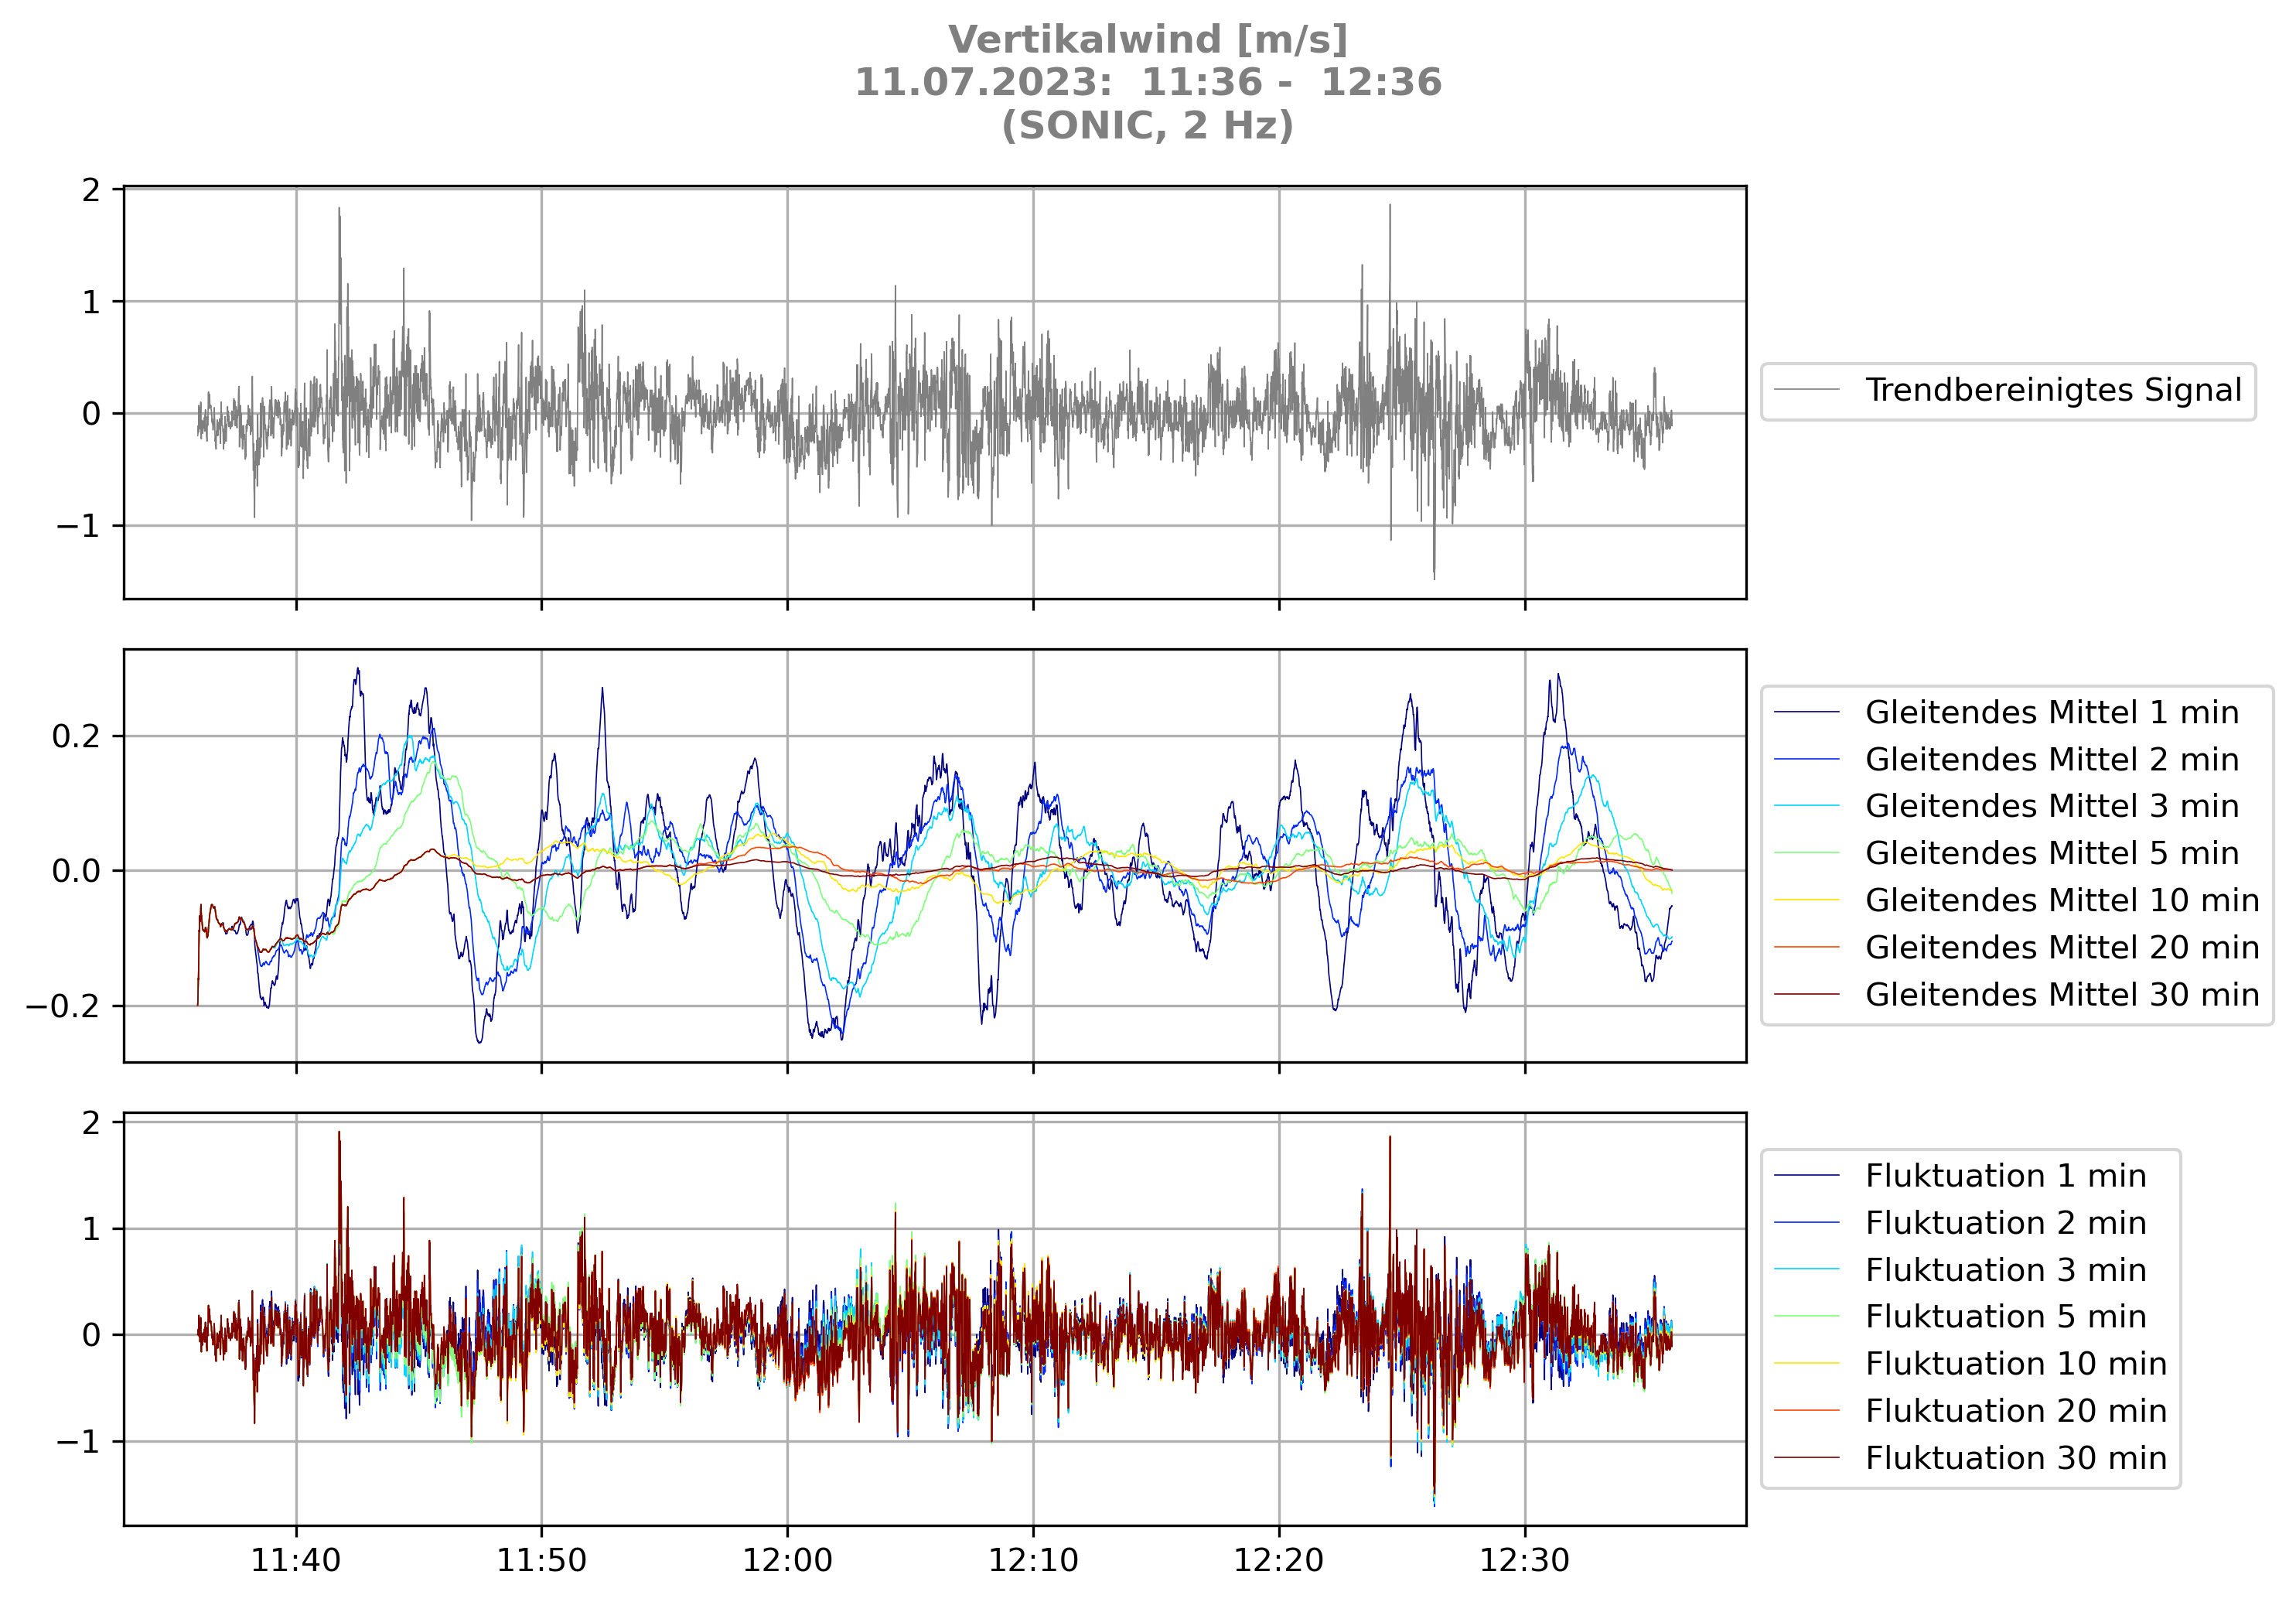 Vertikalwind [m/s]
11.07.2023:  11:36 -  12:36
(SONIC, 2 Hz)
2
1
0
−1
Trendbereinigtes Signal
0.2
0.0
−0.2
Gleitendes Mittel 1 min
Gleitendes Mittel 2 min
Gleitendes Mittel 3 min
Gleitendes Mittel 5 min
Gleitendes Mittel 10 min
Gleitendes Mittel 20 min
Gleitendes Mittel 30 min
2
1
0
−1
Fluktuation 1 min
Fluktuation 2 min
Fluktuation 3 min
Fluktuation 5 min
Fluktuation 10 min
Fluktuation 20 min
Fluktuation 30 min
11:40 11:50 12:00 12:10 12:20 12:30